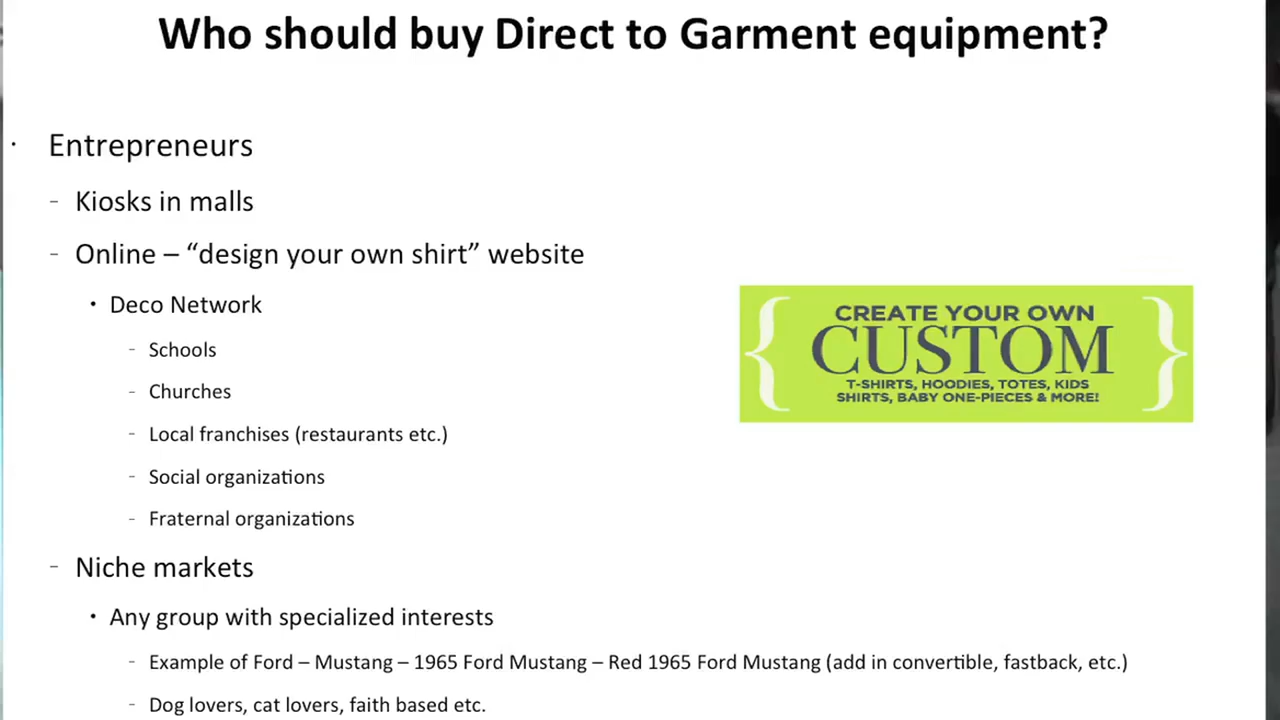 Who should buy Direct to Garment equipment?
· Entrepreneurs
- Kiosks in malls
- Online – “design your own shirt” website
• Deco Network
- Schools
- Churches
- Local franchises (restaurants etc.)
- Social organizations
- Fraternal organizations
- Niche markets
• Any group with specialized interests
- Example of Ford – Mustang – 1965 Ford Mustang – Red 1965 Ford Mustang (add in convertible, fastback, etc.)
- Dog lovers, cat lovers, faith based etc.
CREATE YOUR OWN
CUSTOM
T-SHIRTS, HOODIES, TOTES, KIDS
SHIRTS, BABY ONE-PIECES & MORE!